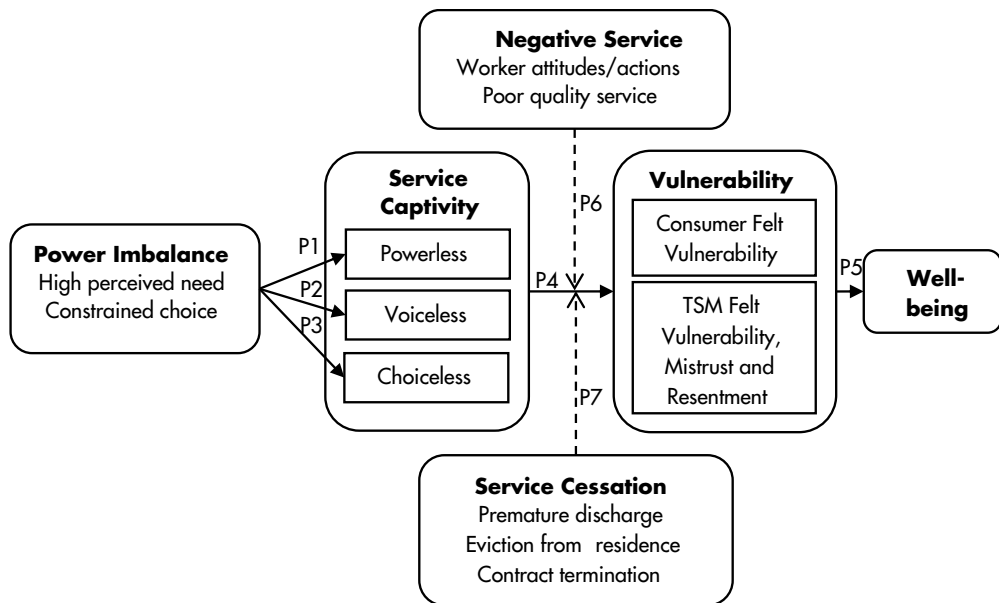 Negative Service
Worker attitudes/actions
Poor quality service
Service
Captivity
Vulnerability
P6
Power Imbalance
High perceived need
Constrained choice
P1
P2
P3
Powerless
Voiceless
Choiceless
P4
Consumer Felt
Vulnerability
TSM Felt
Vulnerability,
Mistrust and
Resentment
P5
Well-
being
P7
Service Cessation
Premature discharge
Eviction from residence
Contract termination